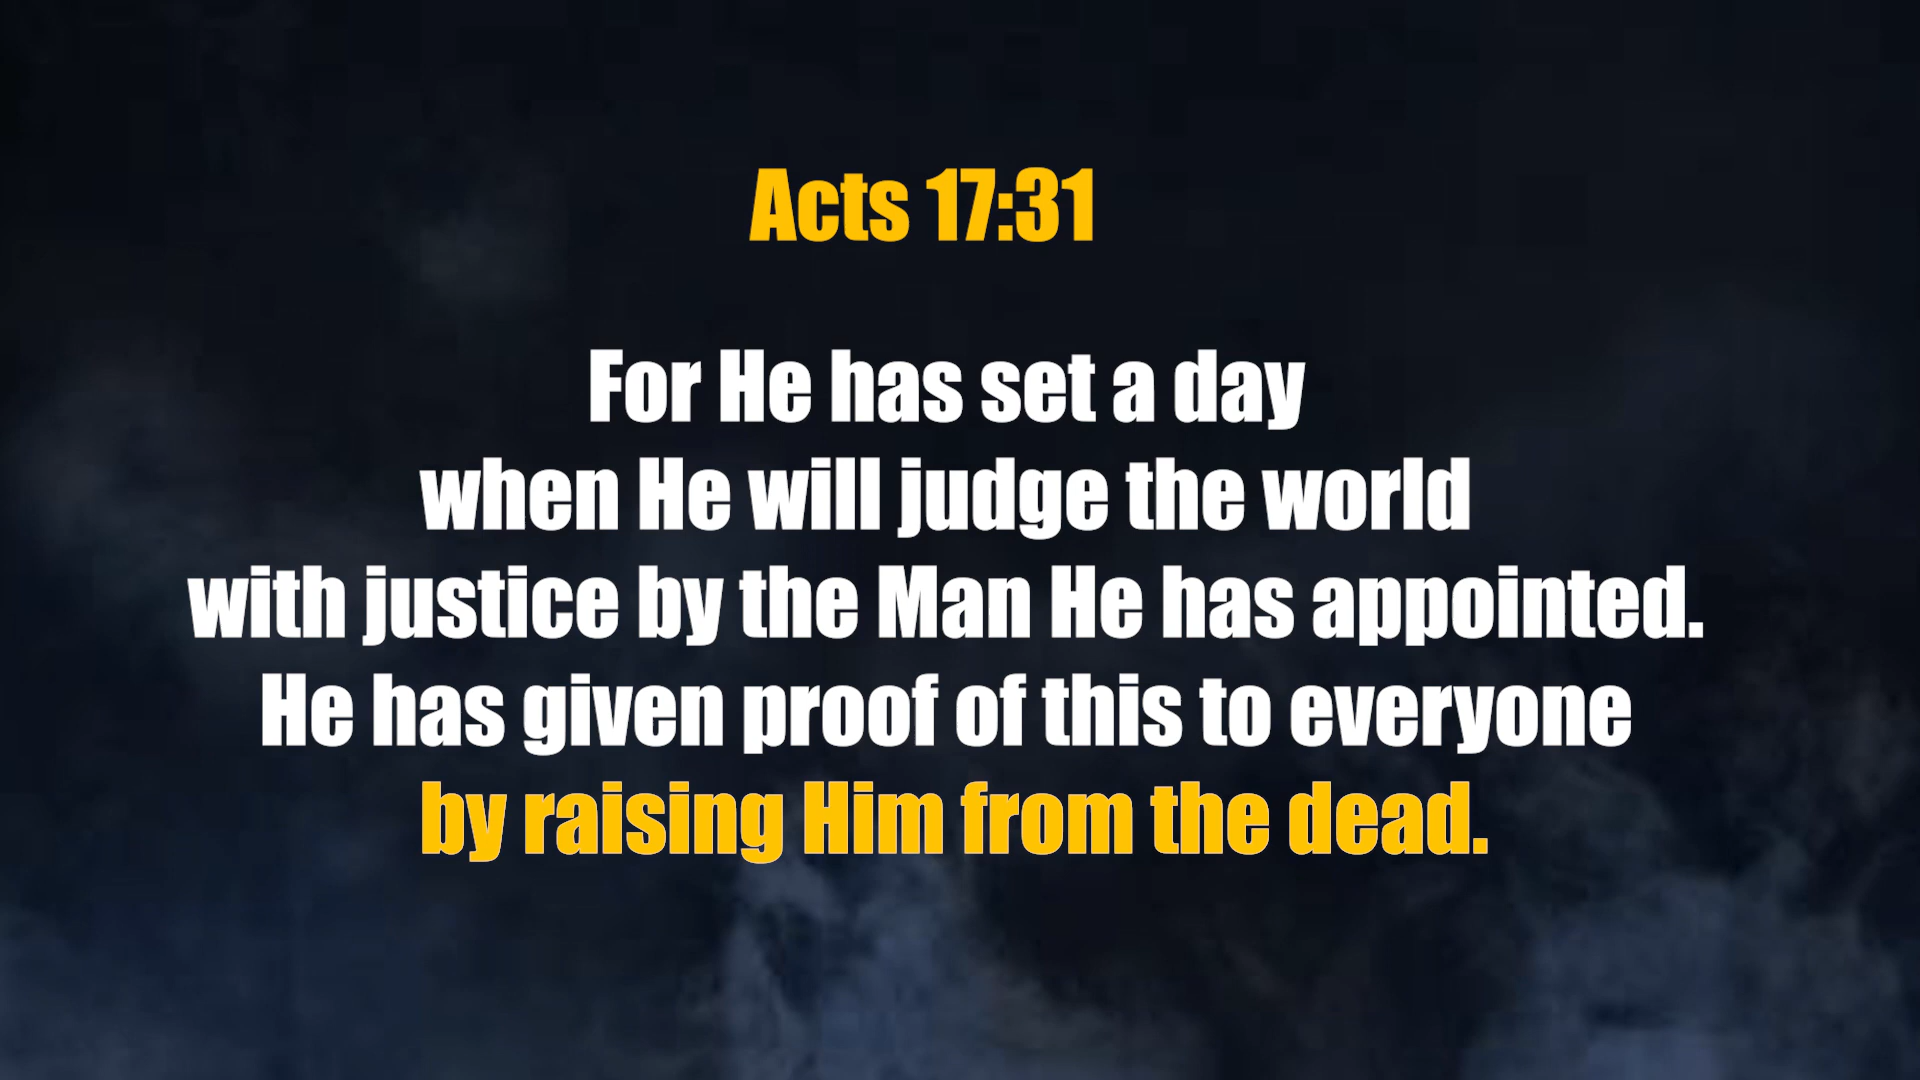 Acts 17:31
For He has set a day
when He will judge the world
with justice by the Man He has appointed.
He has given proof of this to everyone
by raising Him from the dead.